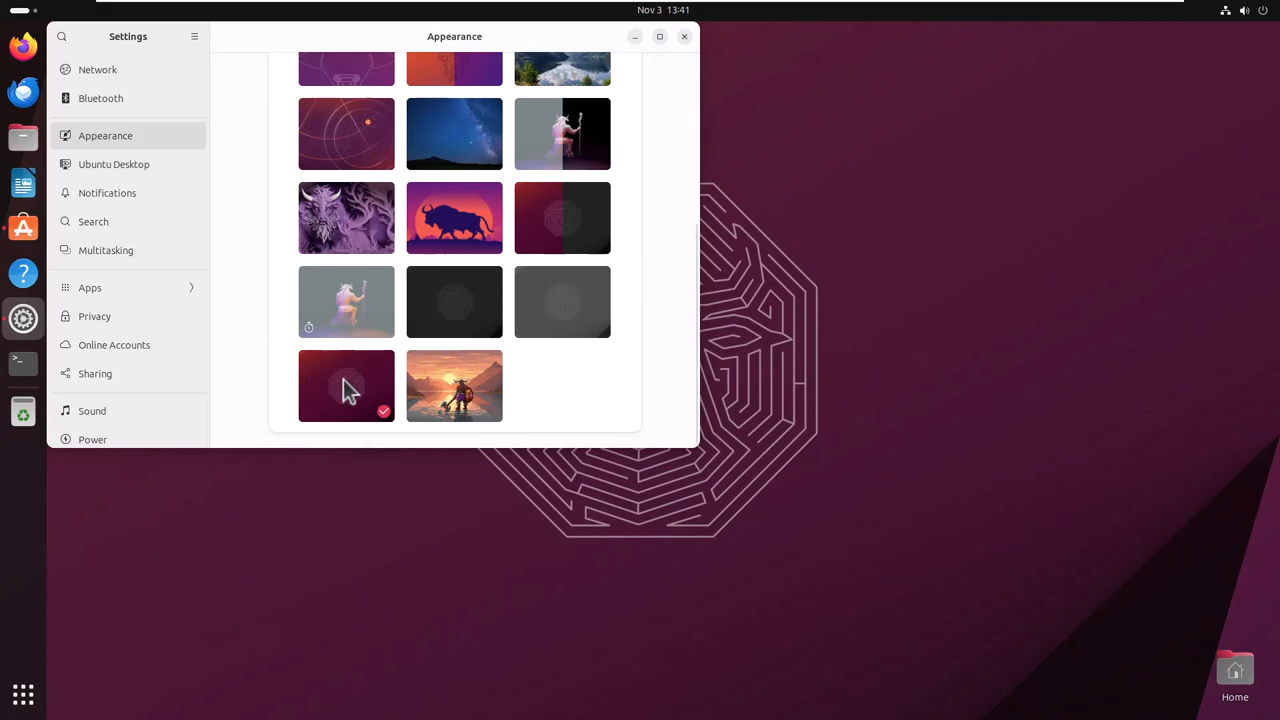 Nov 3 13:41
Settings
Appearance
Network
Bluetooth
Appearance
Ubuntu Desktop
Notifications
Search
Multitasking
Apps
Privacy
Online Accounts
Sharing
Sound
Power
Home